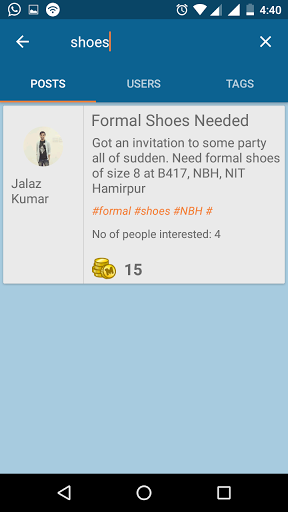 4:40
shoes
POSTS USERS TAGS
Formal Shoes Needed
Got an invitation to some party
all of sudden. Need formal shoes
of size 8 at B417, NBH, NIT
Hamirpur
Jalaz
Kumar
#formal #shoes #NBH #
No of people interested: 4
15